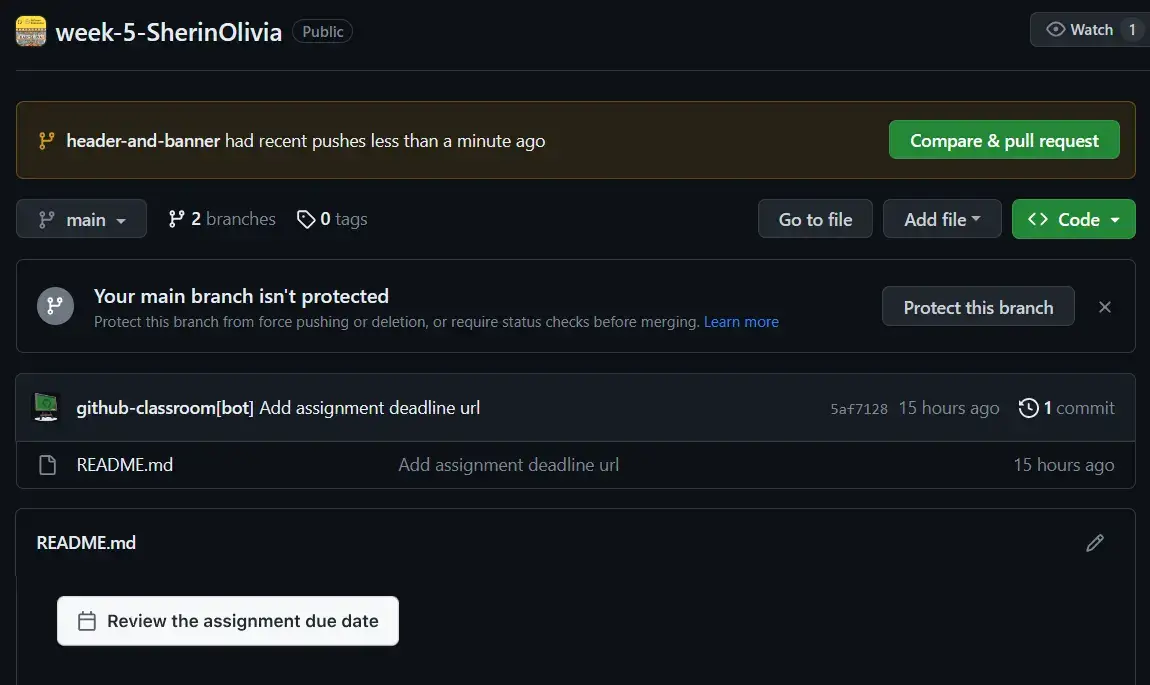 week-5-SherinOlivia Public Watch 1
header-and-banner had recent pushes less than a minute ago Compare & pull request
main 2 branches 0 tags Go to file Add file <> Code
Your main branch isn't protected
Protect this branch from force pushing or deletion, or require status checks before merging. Learn more Protect this branch
github-classroom[bot] Add assignment deadline url 5af7128 15 hours ago 1 commit
README.md Add assignment deadline url 15 hours ago
README.md
Review the assignment due date